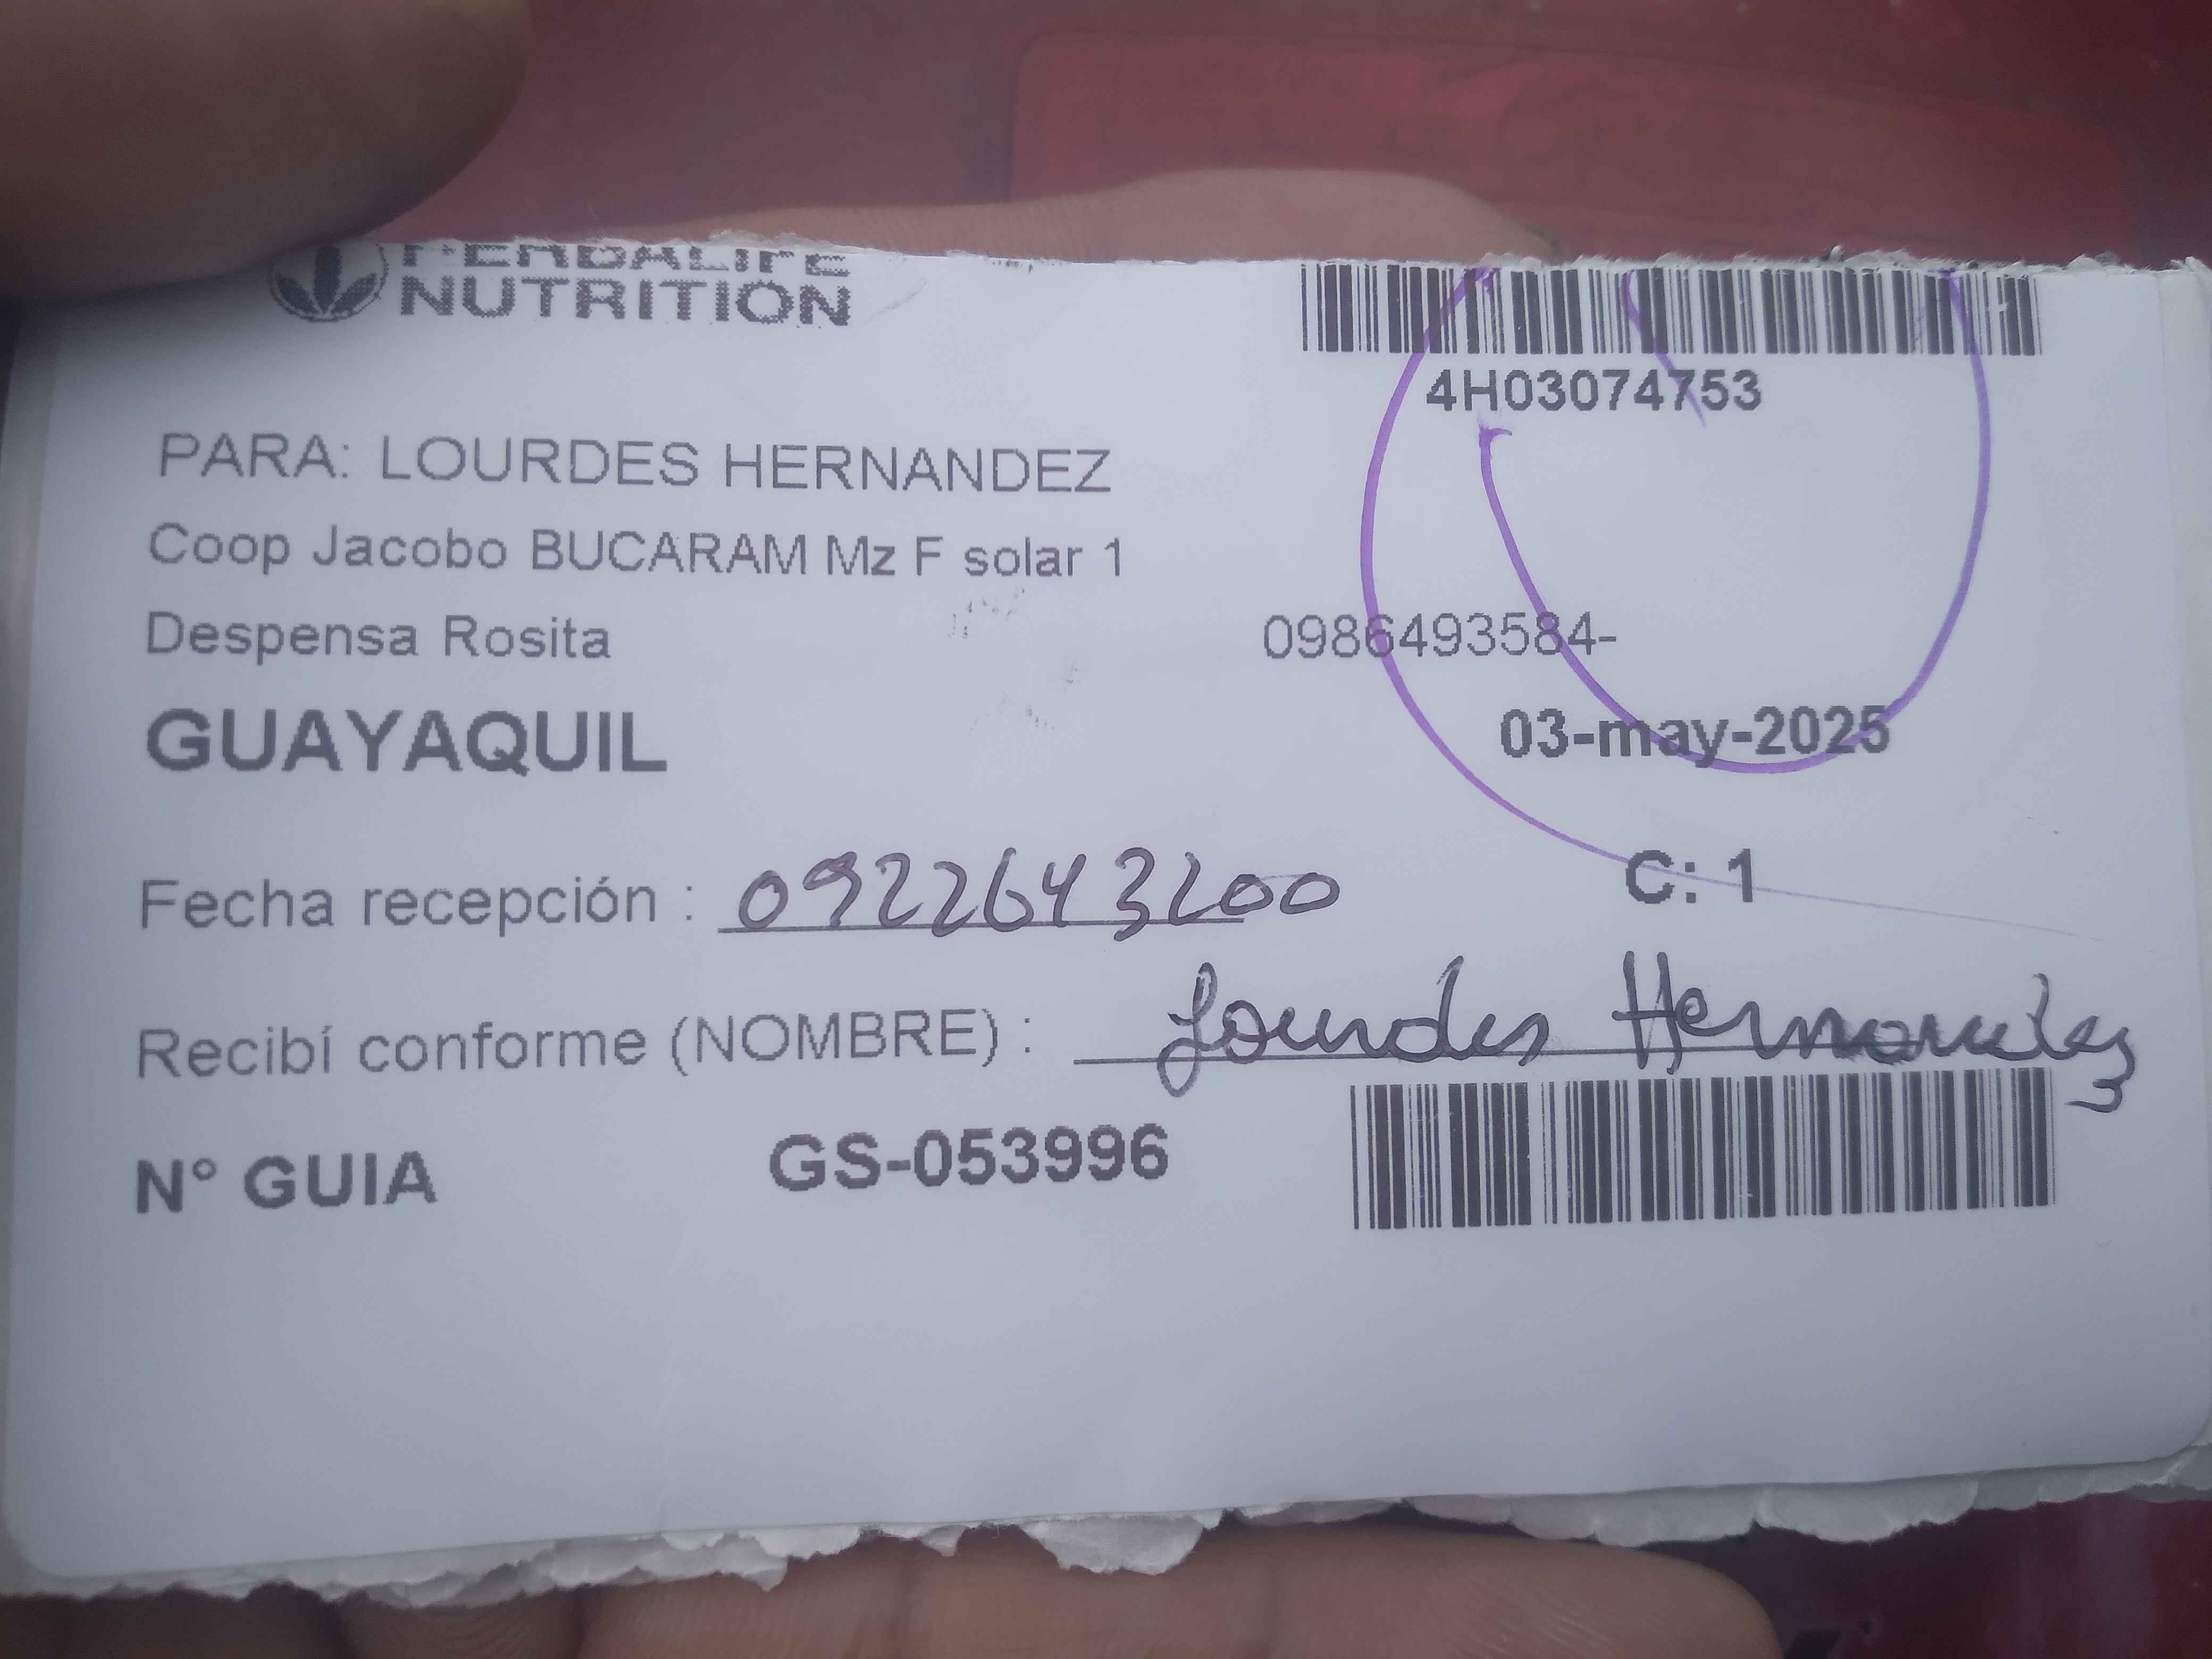 HERBALIFE
NUTRITION
4H03074753
PARA: LOURDES HERNANDEZ
Coop Jacobo BUCARAM Mz F solar 1
Despensa Rosita
0986493584-
GUAYAQUIL
03-may-2025
C: 1
Fecha recepción : 0922643200
Recibí conforme (NOMBRE) : Lourdes Hernandez
N° GUIA GS-053996